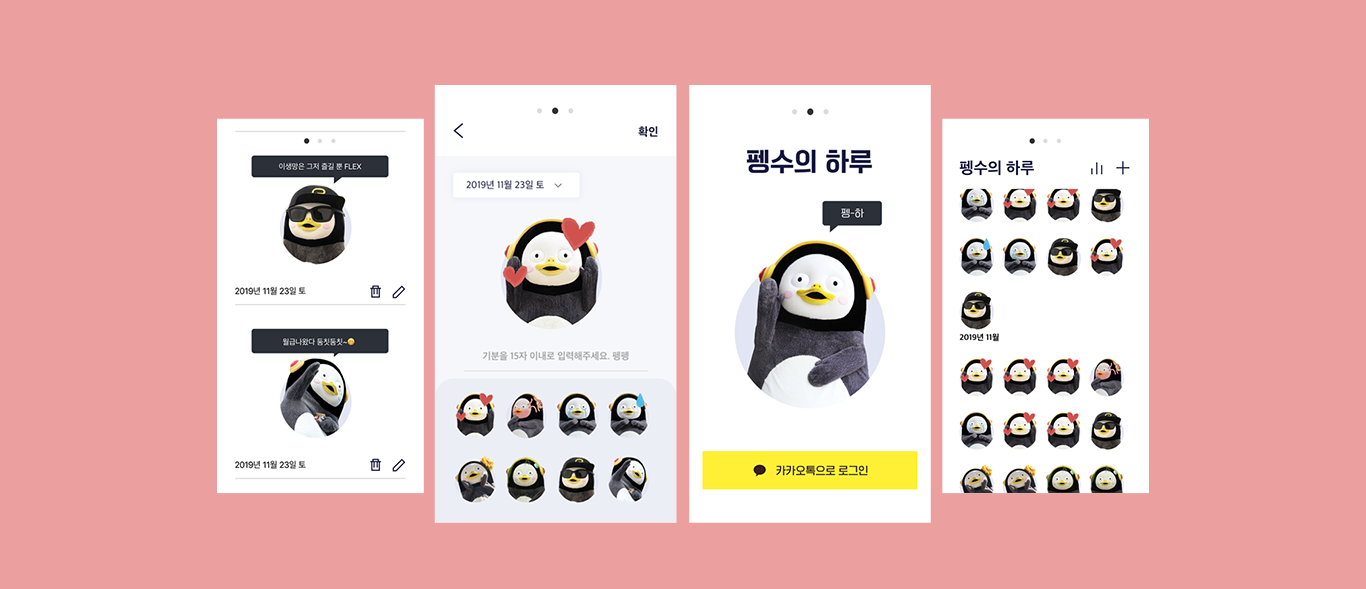 이생망은 그저 즐길 뿐 FLEX
2019년 11월 23일 토
월급나왔다 둠칫둠칫~
2019년 11월 23일 토
확인
2019년 11월 23일 토
기분을 15자 이내로 입력해주세요. 펭펭
펭수의 하루
펭-하
카카오톡으로 로그인
펭수의 하루
2019년 11월